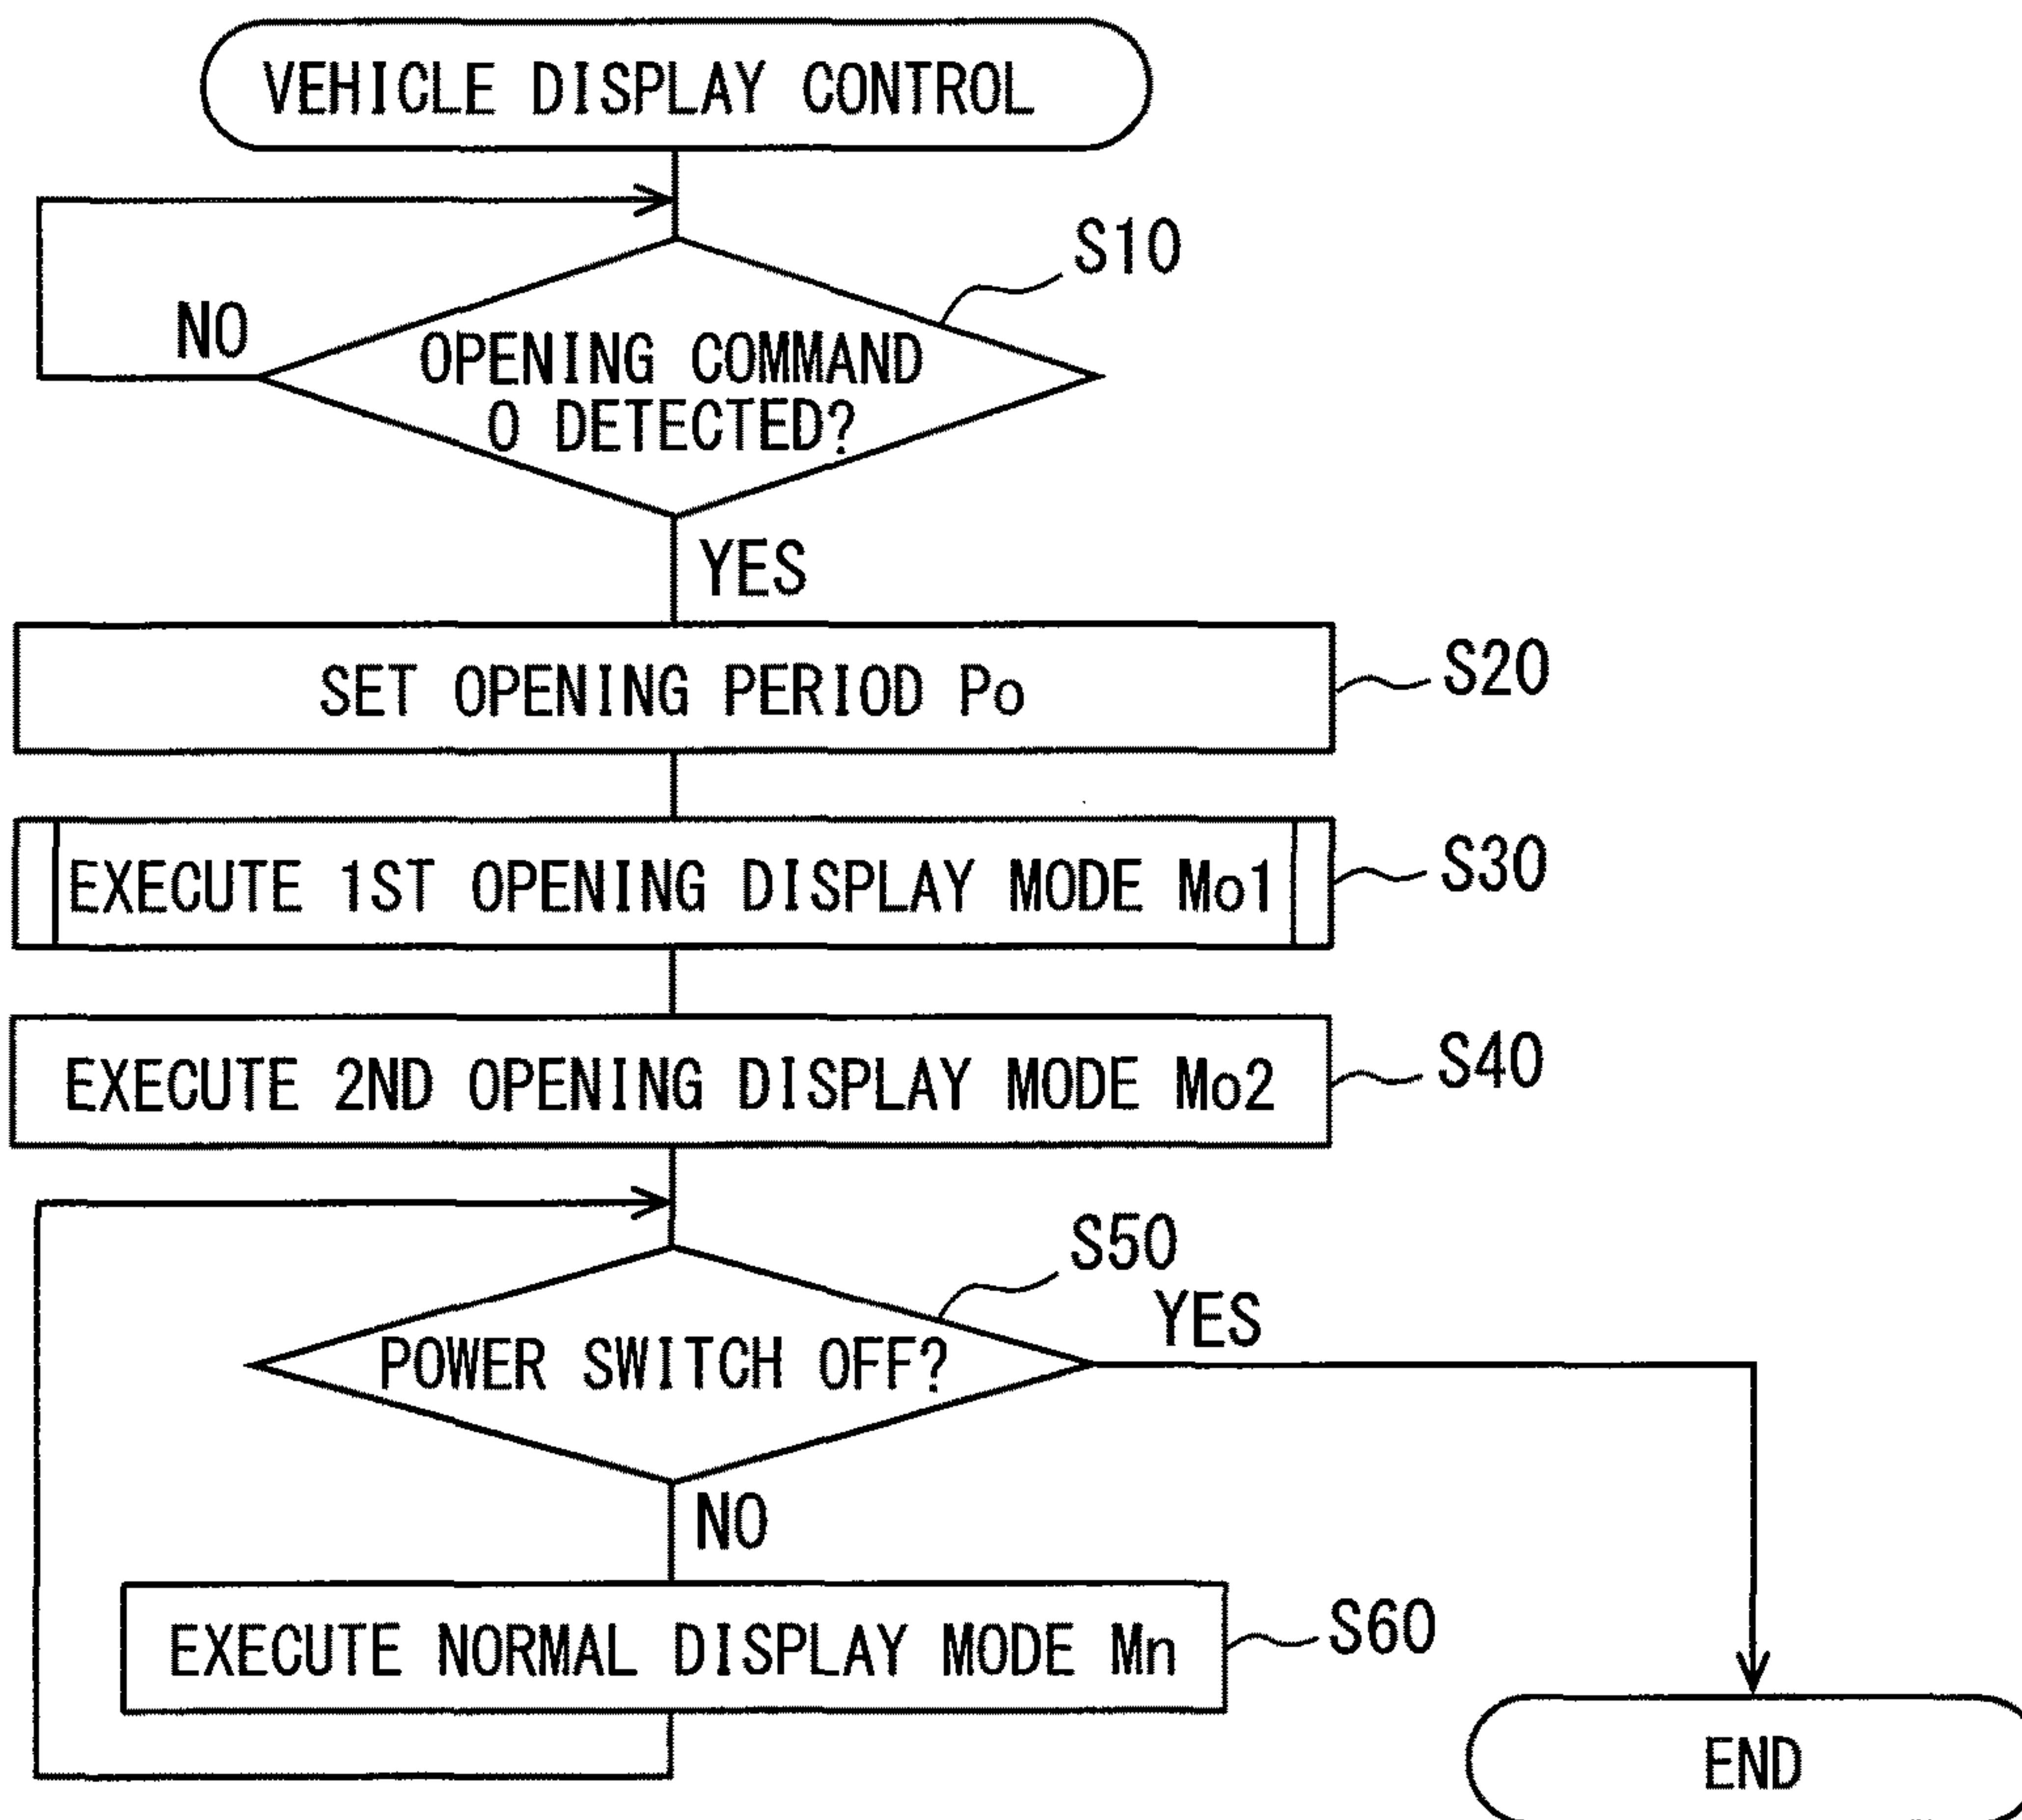 VEHICLE DISPLAY CONTROL
S10
NO
OPENING COMMAND
O DETECTED?
YES
SET OPENING PERIOD Po
S20
EXECUTE 1ST OPENING DISPLAY MODE Mo1
S30
EXECUTE 2ND OPENING DISPLAY MODE Mo2
S40
S50
YES
POWER SWITCH OFF?
NO
EXECUTE NORMAL DISPLAY MODE Mn
S60
END